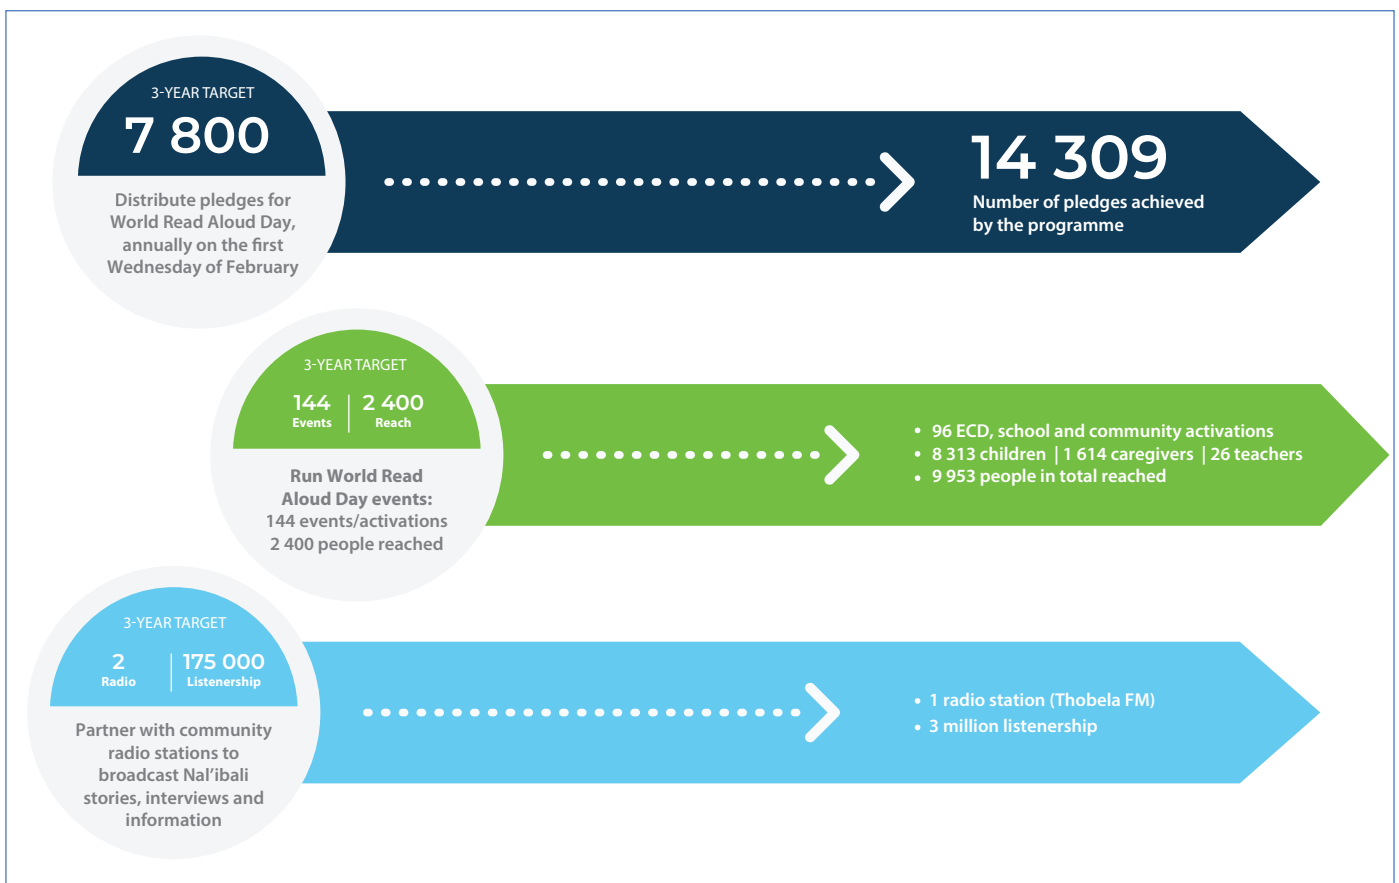 3-YEAR TARGET
7 800
Distribute pledges for
World Read Aloud Day,
annually on the first
Wednesday of February
14 309
Number of pledges achieved
by the programme
3-YEAR TARGET
144 | 2 400
Events | Reach
Run World Read
Aloud Day events:
144 events/activations
2 400 people reached
• 96 ECD, school and community activations
• 8 313 children | 1 614 caregivers | 26 teachers
• 9 953 people in total reached
3-YEAR TARGET
2 | 175 000
Radio | Listenership
Partner with community
radio stations to
broadcast Nal’ibali
stories, interviews and
information
• 1 radio station (Thobela FM)
• 3 million listenership